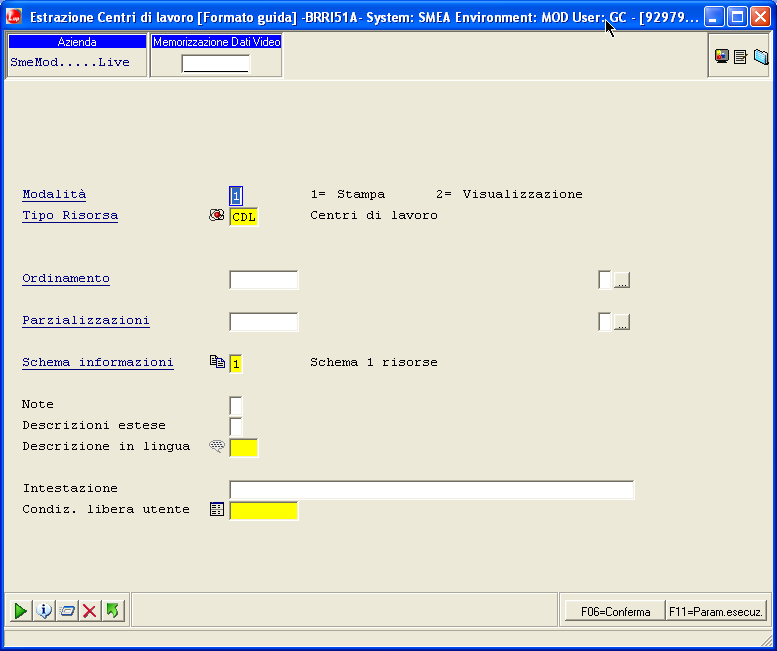 Estrazione Centri di lavoro [Formato guida] -BRRI51A- System: SMEA Environment: MOD User: GC - [92979...
Azienda
Memorizzazione Dati Video
SmeMod.....Live
Modalità 1 1= Stampa 2= Visualizzazione
Tipo Risorsa CDL Centri di lavoro
Ordinamento ...
Parzializzazioni ...
Schema informazioni 1 Schema 1 risorse
Note
Descrizioni estese
Descrizione in lingua
Intestazione
Condiz. libera utente
F06=Conferma F11=Param.esecuz.